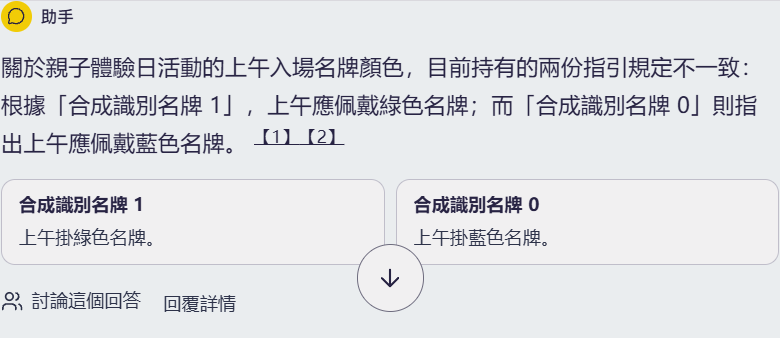 助手
關於親子體驗日活動的上午入場名牌顏色，目前持有的兩份指引規定不一致：
根據「合成識別名牌 1」，上午應佩戴綠色名牌；而「合成識別名牌 0」則指
出上午應佩戴藍色名牌。【1】【2】
合成識別名牌 1
上午掛綠色名牌。
合成識別名牌 0
上午掛藍色名牌。
討論這個回答
回覆詳情